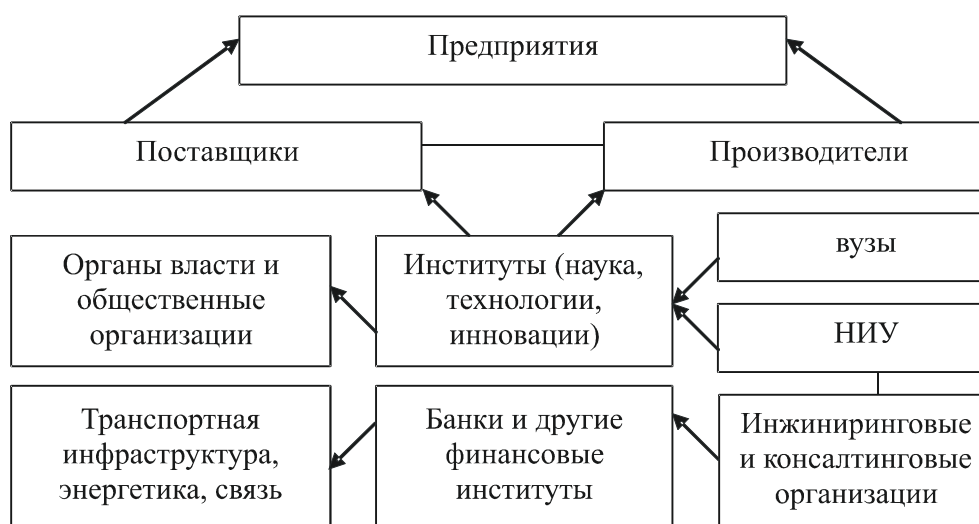 Предприятия
Поставщики
Производители
Органы власти и
общественные
организации
Институты (наука,
технологии,
инновации)
вузы
НИУ
Транспортная
инфраструктура,
энергетика, связь
Банки и другие
финансовые
институты
Инжиниринговые
и консалтинговые
организации